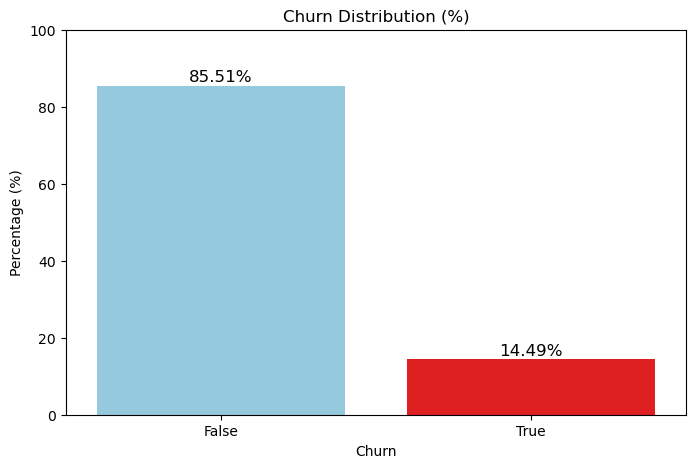 Churn Distribution (%)
100
80
60
40
20
0
Percentage (%)
85.51%
14.49%
False
True
Churn